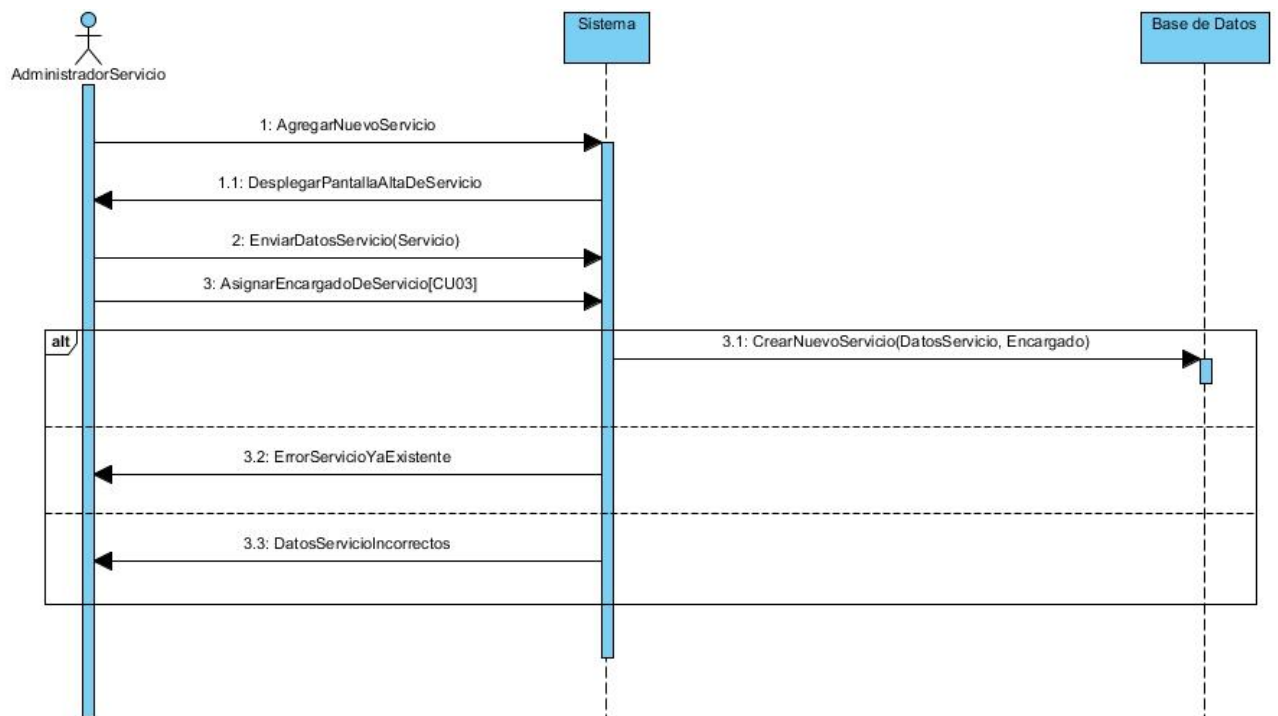 Sistema
Base de Datos
AdministradorServicio
1: AgregarNuevoServicio
1.1: DesplegarPantallaAltaDeServicio
2: EnviarDatosServicio(Servicio)
3: AsignarEncargadoDeServicio[CU03]
alt
3.1: CrearNuevoServicio(DatosServicio, Encargado)
3.2: ErrorServicioYaExistente
3.3: DatosServicioIncorrectos